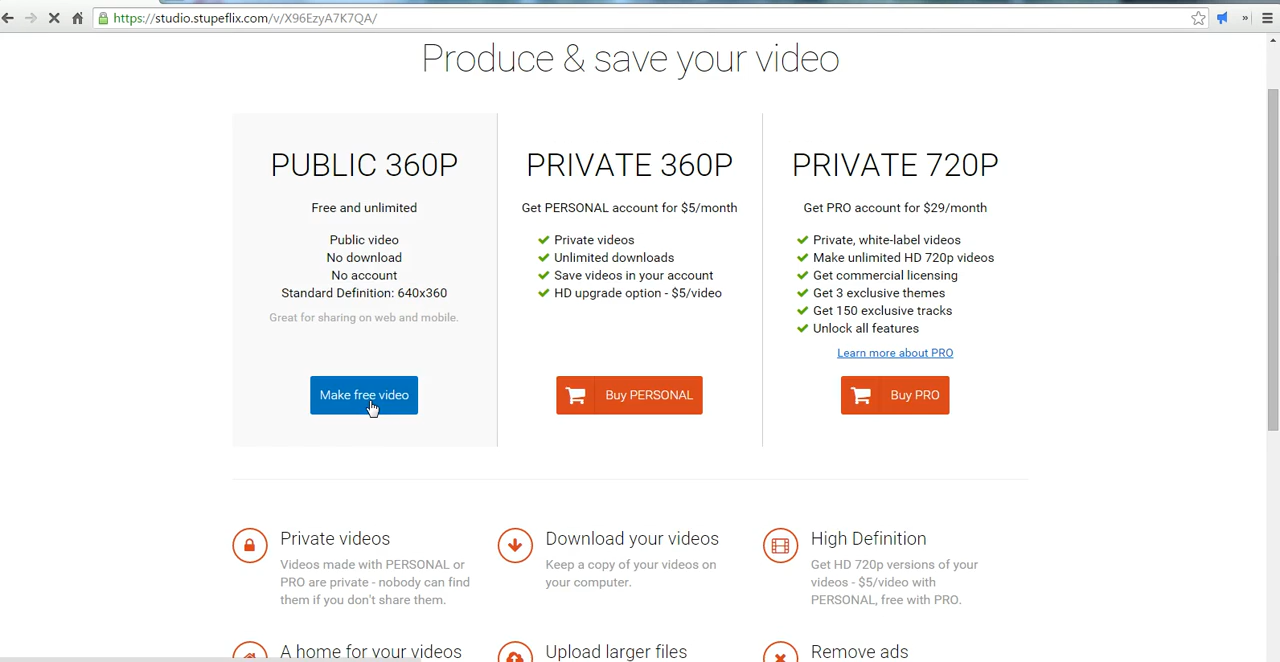 https://studio.stupeflix.com/v/X96EzyA7K7QA/
Produce & save your video
PUBLIC 360P
Free and unlimited
Public video
No download
No account
Standard Definition: 640x360
Great for sharing on web and mobile.
Make free video
PRIVATE 360P
Get PERSONAL account for $5/month
Private videos
Unlimited downloads
Save videos in your account
HD upgrade option - $5/video
Buy PERSONAL
PRIVATE 720P
Get PRO account for $29/month
Private, white-label videos
Make unlimited HD 720p videos
Get commercial licensing
Get 3 exclusive themes
Get 150 exclusive tracks
Unlock all features
Learn more about PRO
Buy PRO
Private videos
Videos made with PERSONAL or
PRO are private - nobody can find
them if you don't share them.
Download your videos
Keep a copy of your videos on
your computer.
High Definition
Get HD 720p versions of your
videos - $5/video with
PERSONAL, free with PRO.
A home for your videos
Upload larger files
Remove ads